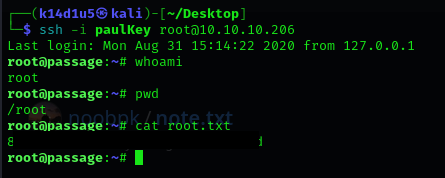 ┌──(k14d1u5㉿kali)-[~/Desktop]
└─$ ssh -i paulKey root@10.10.10.206
Last login: Mon Aug 31 15:14:22 2020 from 127.0.0.1
root@passage:~# whoami
root
root@passage:~# pwd
/root
noobpk/note.txt
root@passage:~# cat root.txt
8 d
root@passage:~#